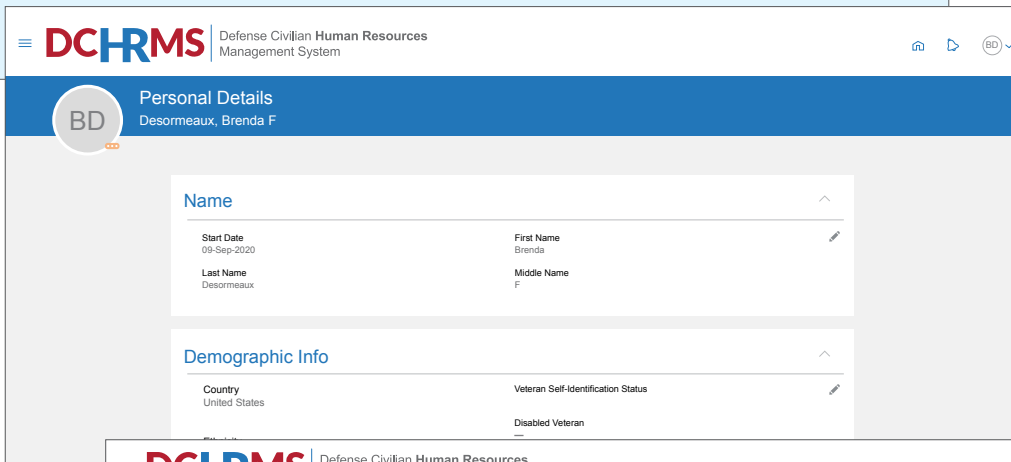 DCHRMS
Defense Civilian Human Resources
Management System
BD
Personal Details
Desormeaux, Brenda F
BD
Name
Start Date
09-Sep-2020
First Name
Brenda
Last Name
Desormeaux
Middle Name
F
Demographic Info
Country
United States
Veteran Self-Identification Status
Disabled Veteran
—
Ethnicity
DCHRMS
Defense Civilian Human Resources